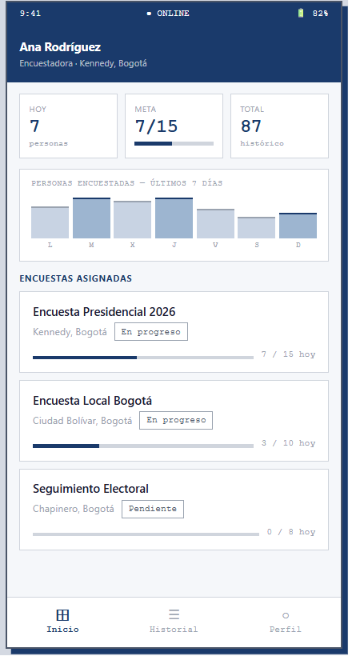 9:41 ONLINE 82%
Ana Rodríguez
Encuestadora · Kennedy, Bogotá
HOY META TOTAL
7 7/15 87
personas histórico
PERSONAS ENCUESTADAS — ÚLTIMOS 7 DÍAS
L M X J V S D
ENCUESTAS ASIGNADAS
Encuesta Presidencial 2026
Kennedy, Bogotá En progreso
7 / 15 hoy
Encuesta Local Bogotá
Ciudad Bolívar, Bogotá En progreso
3 / 10 hoy
Seguimiento Electoral
Chapinero, Bogotá Pendiente
0 / 8 hoy
Inicio Historial Perfil